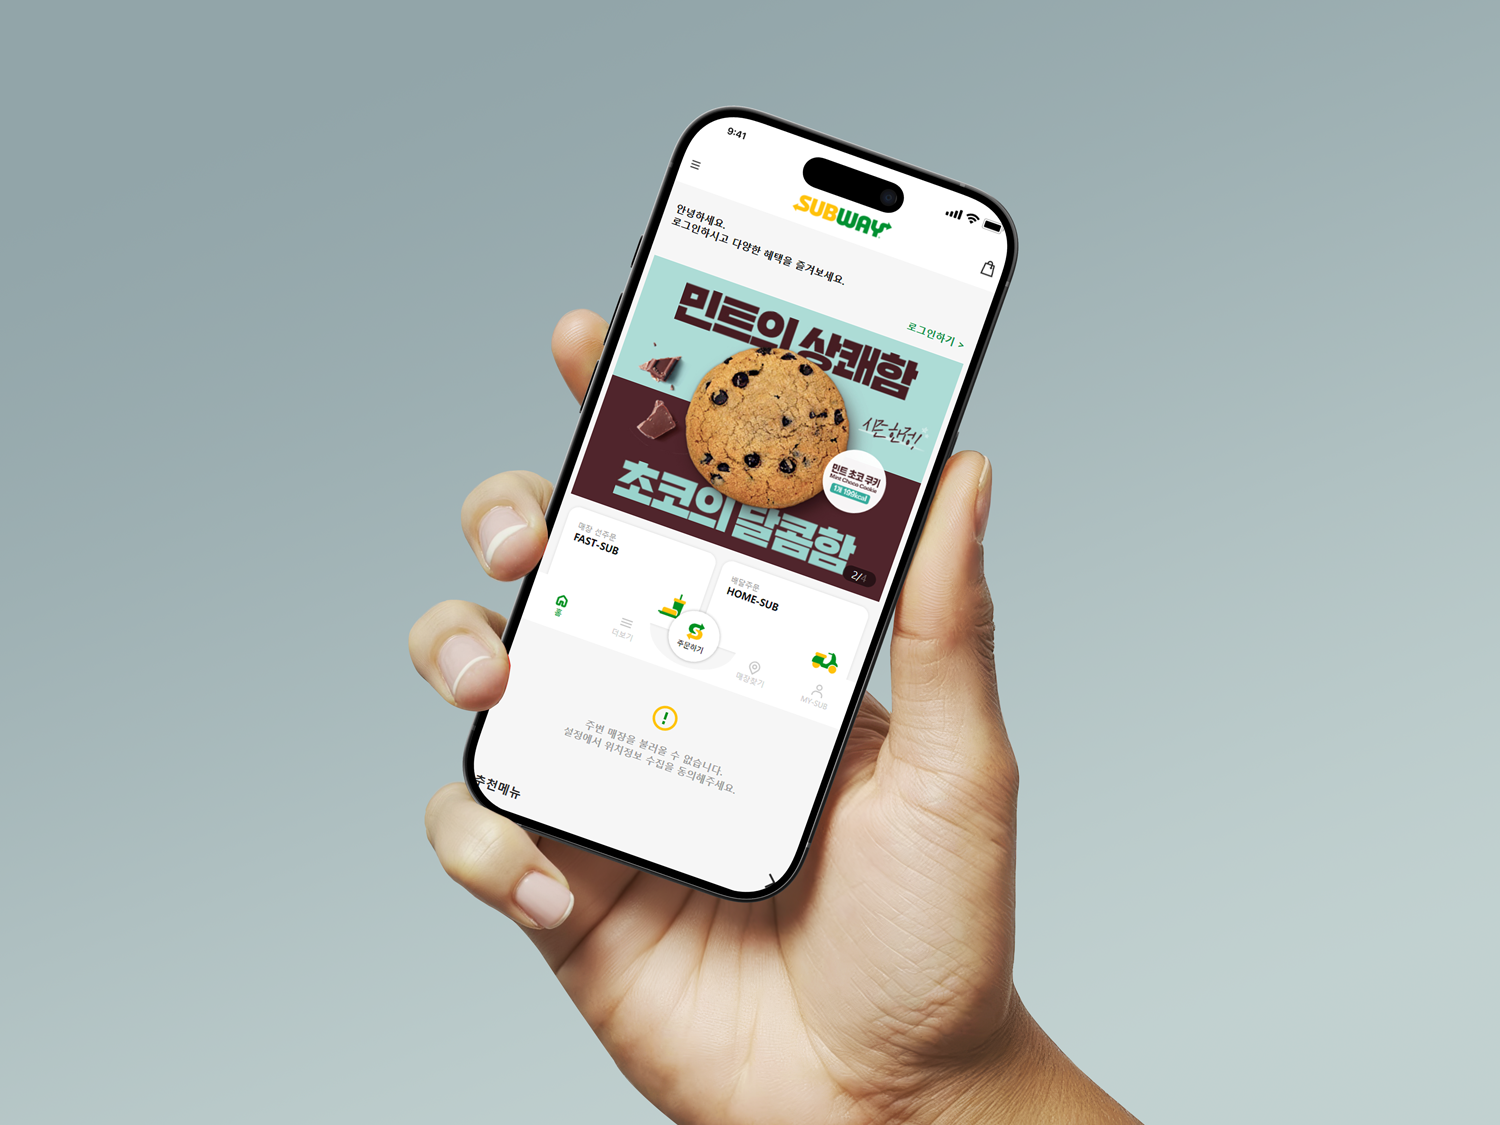 9:41
SUBWAY
안녕하세요.
로그인하시고 다양한 혜택을 즐겨보세요.
로그인하기 >
민트의 상쾌함
시즌 한정!
민트 초코 쿠키
Mint Choco Cookie
1개 199kcal
초코의 달콤함
2/4
매장 선주문
FAST-SUB
배달주문
HOME-SUB
홈
더보기
주문하기
매장찾기
MY-SUB
주변 매장을 불러올 수 없습니다.
설정에서 위치정보 수집을 동의해주세요.
추천메뉴